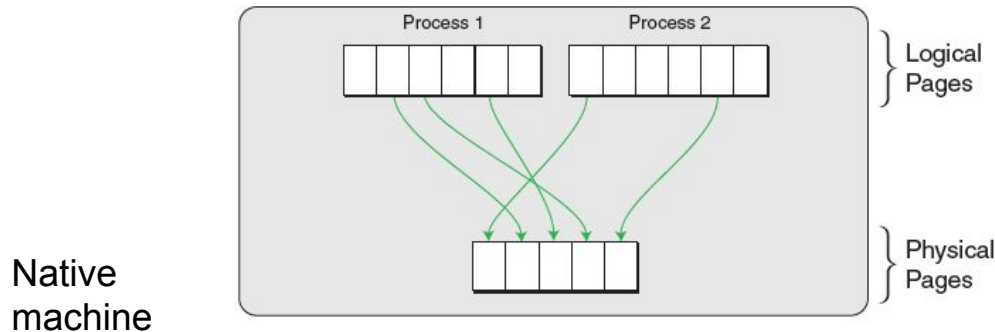 Process 1
Process 2
Logical
Pages
Physical
Pages
Native
machine